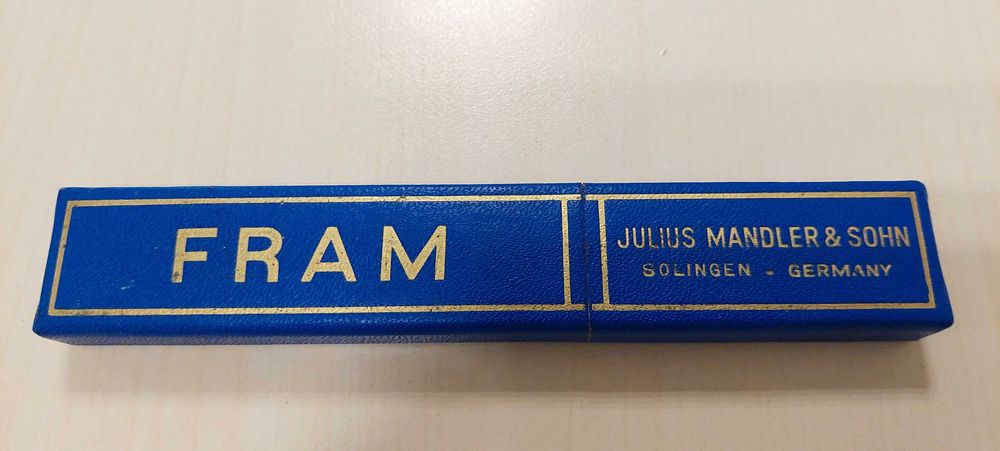 FRAM
JULIUS MANDLER & SOHN
SOLINGEN - GERMANY